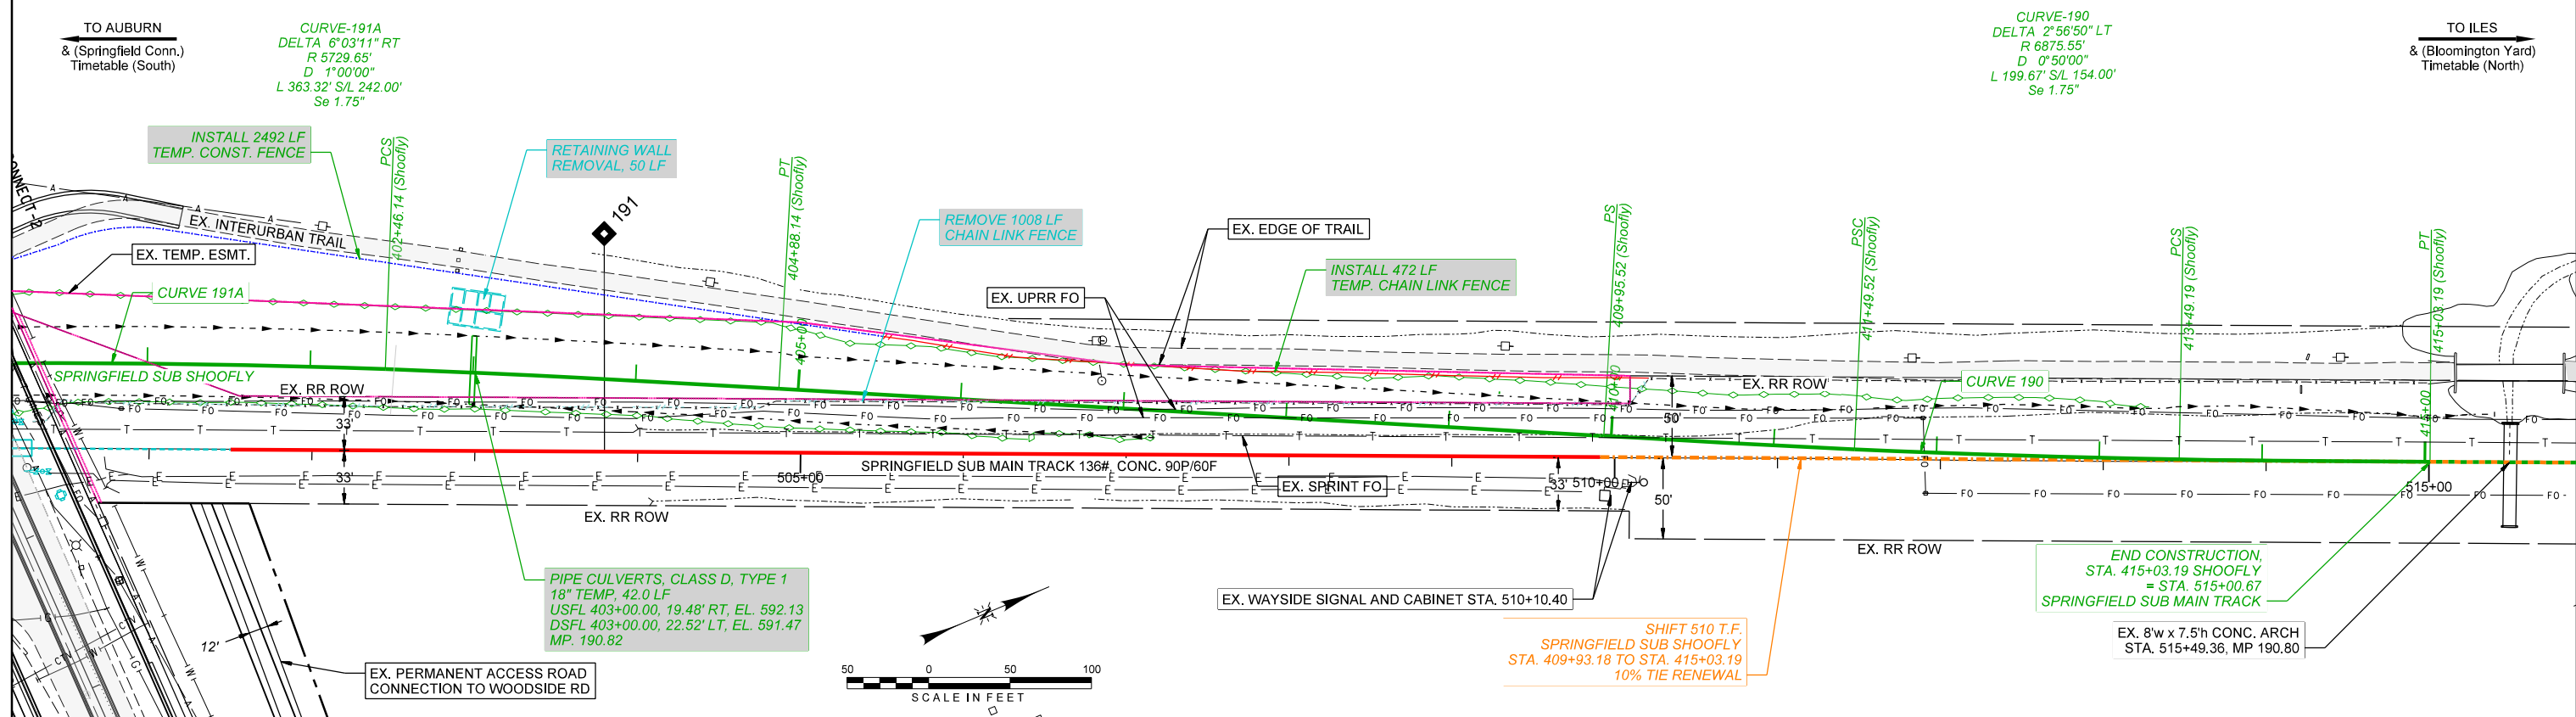 TO AUBURN
& (Springfield Conn.)
Timetable (South)
CURVE-191A
DELTA 6°03'11" RT
R 5729.65'
D 1°00'00"
L 363.32' S/L 242.00'
Se 1.75"
CURVE-190
DELTA 2°56'50" LT
R 6875.55'
D 0°50'00"
L 199.67' S/L 154.00'
Se 1.75"
TO ILES
& (Bloomington Yard)
Timetable (North)
INSTALL 2492 LF
TEMP. CONST. FENCE
PCS
402+46.14 (Shoofly)
RETAINING WALL
REMOVAL, 50 LF
191
PT
404+88.14 (Shoofly)
REMOVE 1008 LF
CHAIN LINK FENCE
EX. EDGE OF TRAIL
INSTALL 472 LF
TEMP. CHAIN LINK FENCE
PS
409+95.52 (Shoofly)
PSC
411+49.52 (Shoofly)
PCS
413+49.19 (Shoofly)
PT
415+03.19 (Shoofly)
EX. INTERURBAN TRAIL
EX. TEMP. ESMT.
CURVE 191A
EX. UPRR FO
SPRINGFIELD SUB SHOOFLY
EX. RR ROW
405+00
EX. RR ROW
CURVE 190
410+00
415+00
33'
33'
50'
SPRINGFIELD SUB MAIN TRACK 136#, CONC. 90P/60F
505+00
EX. SPRINT FO
33'
510+00
50'
515+00
EX. RR ROW
EX. RR ROW
PIPE CULVERTS, CLASS D, TYPE 1
18" TEMP, 42.0 LF
USFL 403+00.00, 19.48' RT, EL. 592.13
DSFL 403+00.00, 22.52' LT, EL. 591.47
MP. 190.82
EX. WAYSIDE SIGNAL AND CABINET STA. 510+10.40
END CONSTRUCTION,
STA. 415+03.19 SHOOFLY
= STA. 515+00.67
SPRINGFIELD SUB MAIN TRACK
SHIFT 510 T.F.
SPRINGFIELD SUB SHOOFLY
STA. 409+93.18 TO STA. 415+03.19
10% TIE RENEWAL
EX. 8'w x 7.5'h CONC. ARCH
STA. 515+49.36, MP 190.80
12'
EX. PERMANENT ACCESS ROAD
CONNECTION TO WOODSIDE RD
50 0 50 100
SCALE IN FEET